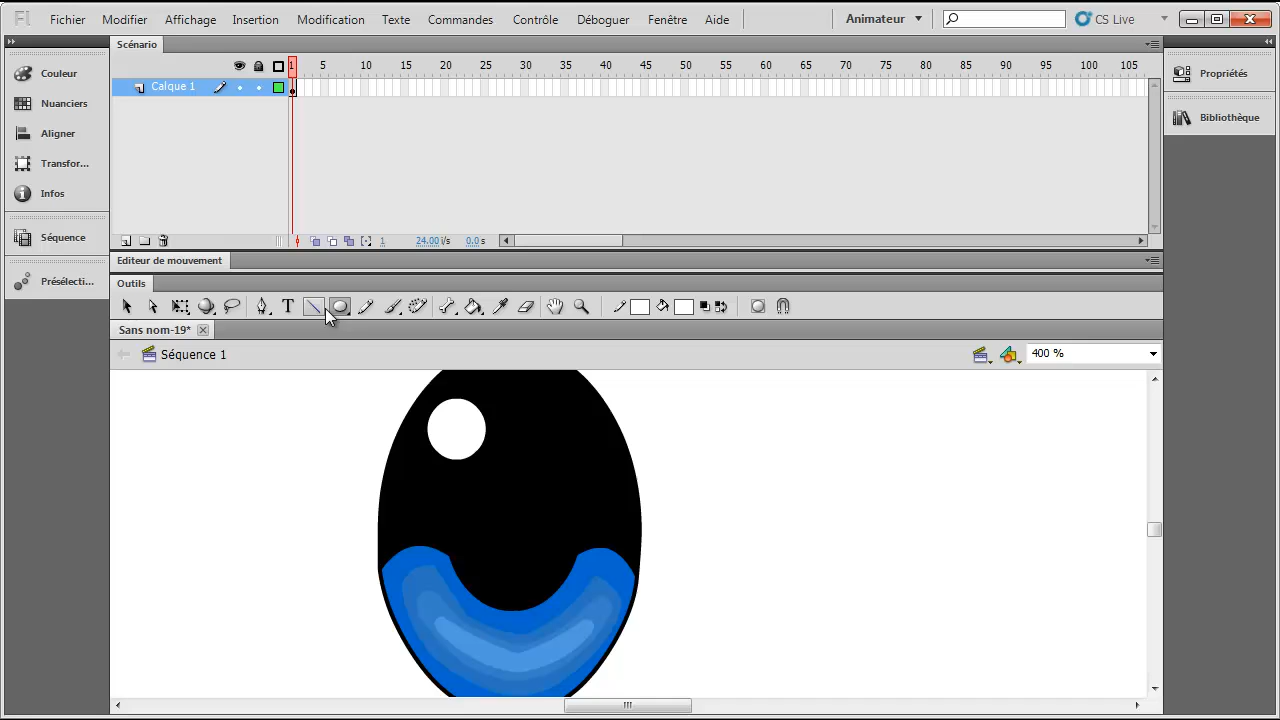 Fl Fichier Modifier Affichage Insertion Modification Texte Commandes Contrôle Déboguer Fenêtre Aide Animateur CS Live
Scénario
1 5 10 15 20 25 30 35 40 45 50 55 60 65 70 75 80 85 90 95 100 105
Calque 1
Couleur
Nuanciers
Aligner
Transfor...
Infos
Séquence
Présélecti...
Propriétés
Bibliothèque
1 24.00 i/s 0.0 s
Editeur de mouvement
Outils
T
Sans nom-19*
Séquence 1
400 %